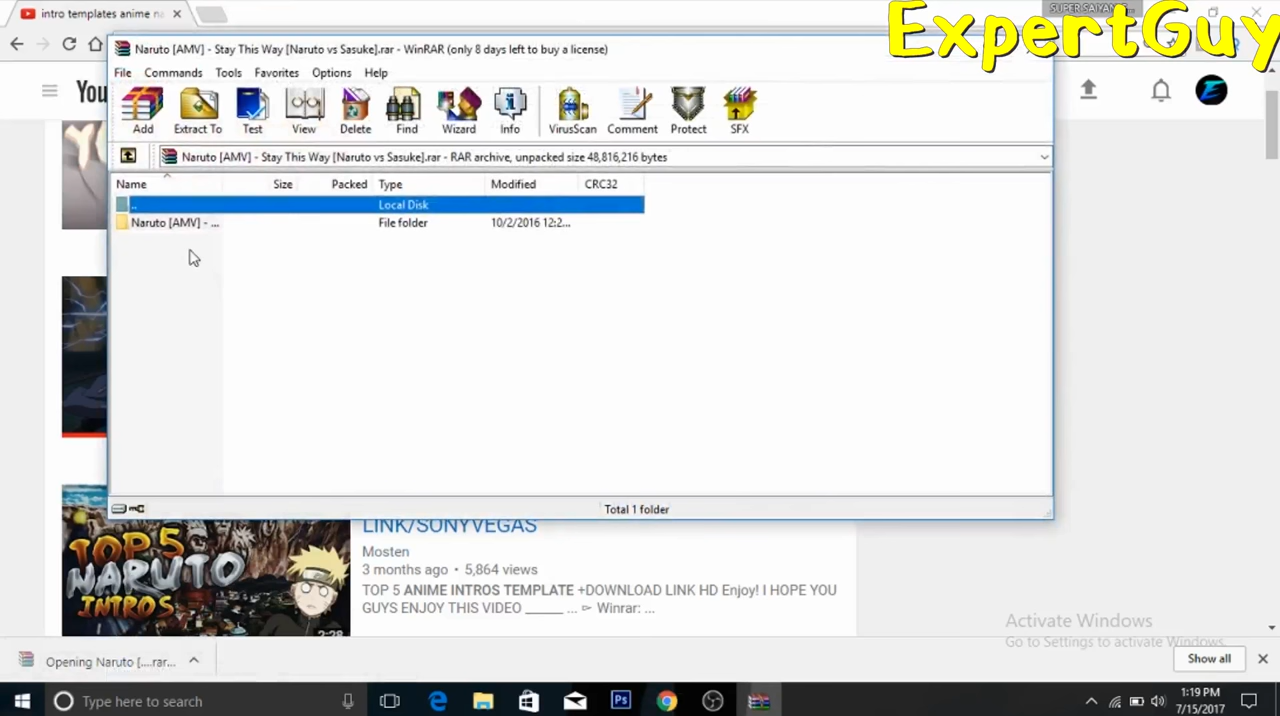 intro templates anime na
SUPER SAIYAN
ExpertGuy
Naruto [AMV] - Stay This Way [Naruto vs Sasuke].rar - WinRAR (only 8 days left to buy a license)
File Commands Tools Favorites Options Help
You
Add Extract To Test View Delete Find Wizard Info VirusScan Comment Protect SFX
Naruto [AMV] - Stay This Way [Naruto vs Sasuke].rar - RAR archive, unpacked size 48,816,216 bytes
Name Size Packed Type Modified CRC32
.. Local Disk
Naruto [AMV] - ... File folder 10/2/2016 12:2...
Total 1 folder
LINK/SONYVEGAS
Mosten
3 months ago • 5,864 views
TOP 5 ANIME INTROS TEMPLATE +DOWNLOAD LINK HD Enjoy! I HOPE YOU
GUYS ENJOY THIS VIDEO ______ ... ▻ Winrar: ...
TOP 5
NARUTO
INTROS
2:28
Activate Windows
Go to Settings to activate Windows.
Opening Naruto [....rar...
Show all
Type here to search
Ps
1:19 PM
7/15/2017